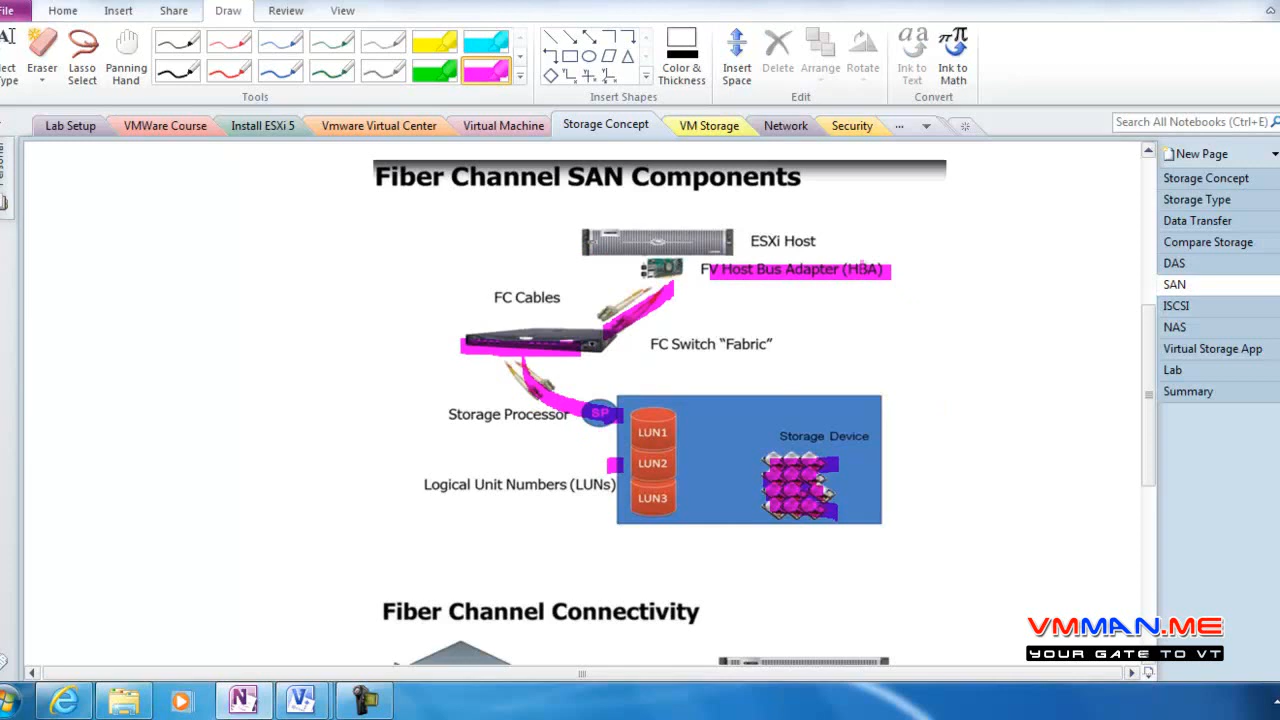 File Home Insert Share Draw Review View
Eraser Lasso Select Panning Hand
Type
Color & Thickness Insert Space Delete Arrange Rotate Ink to Text Ink to Math
Tools Insert Shapes Edit Convert
Lab Setup VMWare Course Install ESXi 5 Vmware Virtual Center Virtual Machine Storage Concept VM Storage Network Security ... Search All Notebooks (Ctrl+E)
New Page
Storage Concept
Storage Type
Data Transfer
Compare Storage
DAS
SAN
ISCSI
NAS
Virtual Storage App
Lab
Summary
Fiber Channel SAN Components
ESXi Host
FV Host Bus Adapter (HBA)
FC Cables
FC Switch “Fabric”
Storage Processor SP
LUN1
Storage Device
LUN2
Logical Unit Numbers (LUNs)
LUN3
Fiber Channel Connectivity
VMMAN.ME
YOUR GATE TO VT